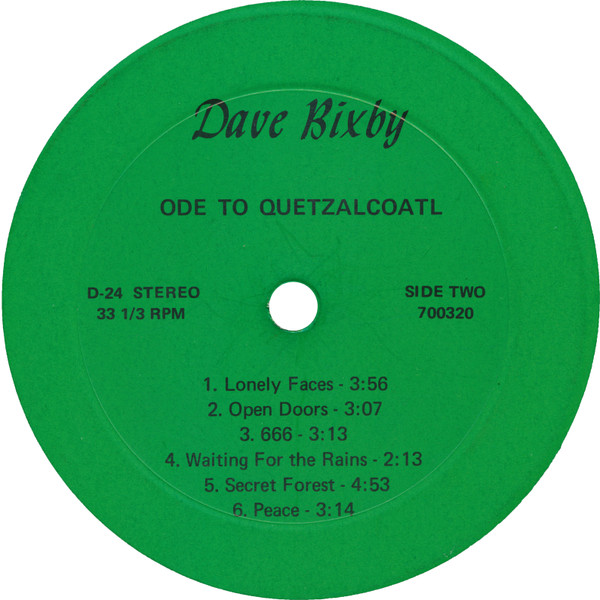 Dave Bixby
ODE TO QUETZALCOATL
D-24 STEREO
33 1/3 RPM
SIDE TWO
700320
1. Lonely Faces - 3:56
2. Open Doors - 3:07
3. 666 - 3:13
4. Waiting For the Rains - 2:13
5. Secret Forest - 4:53
6. Peace - 3:14